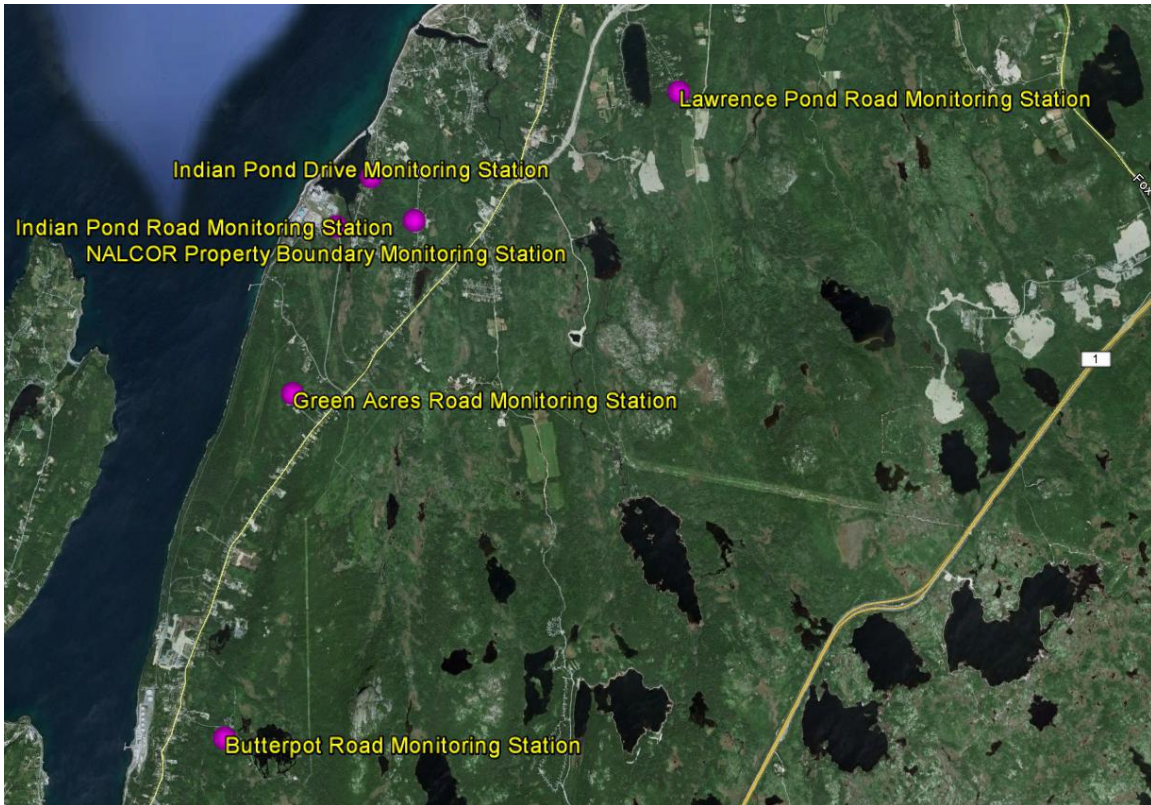 Lawrence Pond Road Monitoring Station
Indian Pond Drive Monitoring Station
Fox
Indian Pond Road Monitoring Station
NALCOR Property Boundary Monitoring Station
1
Green Acres Road Monitoring Station
Butterpot Road Monitoring Station